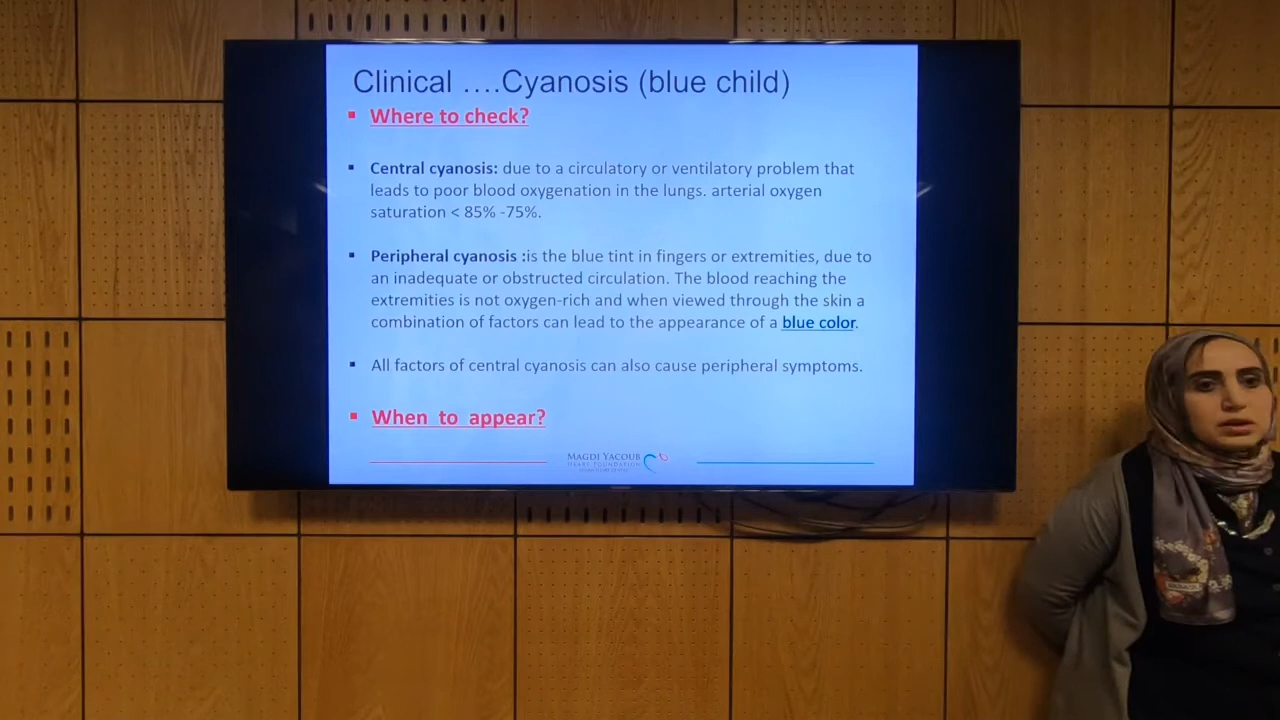 Clinical ….Cyanosis (blue child)
▪ Where to check?
▪ Central cyanosis: due to a circulatory or ventilatory problem that
leads to poor blood oxygenation in the lungs. arterial oxygen
saturation < 85% -75%.
▪ Peripheral cyanosis :is the blue tint in fingers or extremities, due to
an inadequate or obstructed circulation. The blood reaching the
extremities is not oxygen-rich and when viewed through the skin a
combination of factors can lead to the appearance of a blue color.
▪ All factors of central cyanosis can also cause peripheral symptoms.
▪ When to appear?
MAGDI YACOUB
HEART FOUNDATION